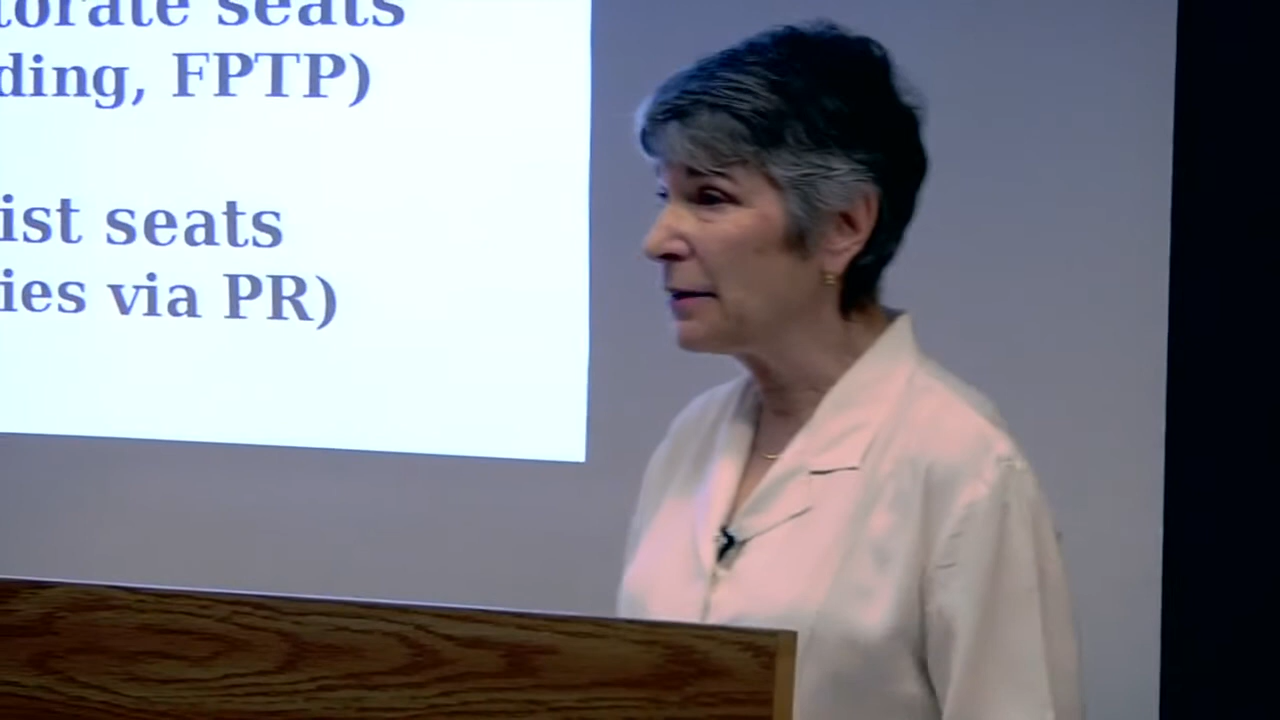 torate seats
ding, FPTP)
ist seats
ies via PR)